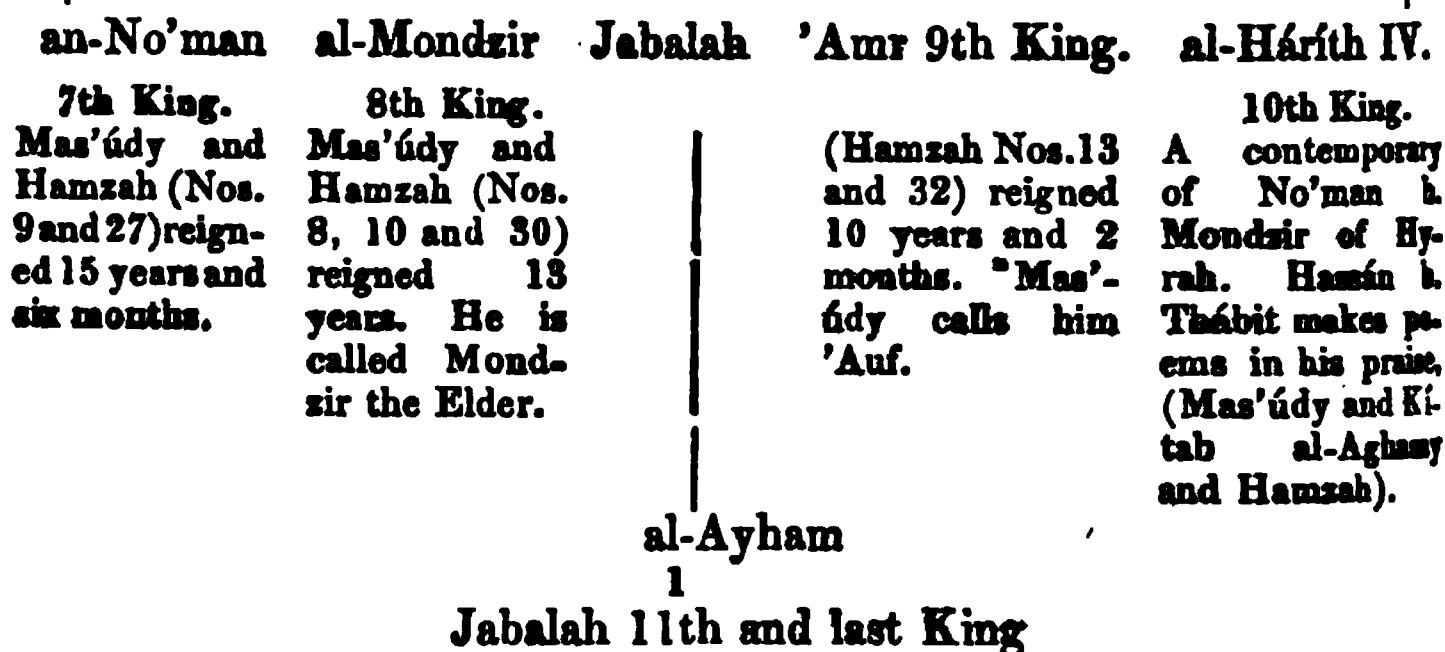 an-No’man al-Mondzir Jabalah ’Amr 9th King. al-Háríth IV.
7th King.
Mas’údy and
Hamzah (Nos.
9 and 27) reign-
ed 15 years and
six months.
8th King.
Mas’údy and
Hamzah (Nos.
8, 10 and 30)
reigned 13
years. He is
called Mond-
zir the Elder.
(Hamzah Nos. 13
and 32) reigned
10 years and 2
months. Mas’-
údy calls him
’Auf.
10th King.
A contemporary
of No’man b.
Mondzir of Hy-
rah. Hassán b.
Thábit makes po-
ems in his praise,
(Mas’údy and Kí-
tab al-Aghany
and Hamzah).
al-Ayham
1
Jabalah 11th and last King